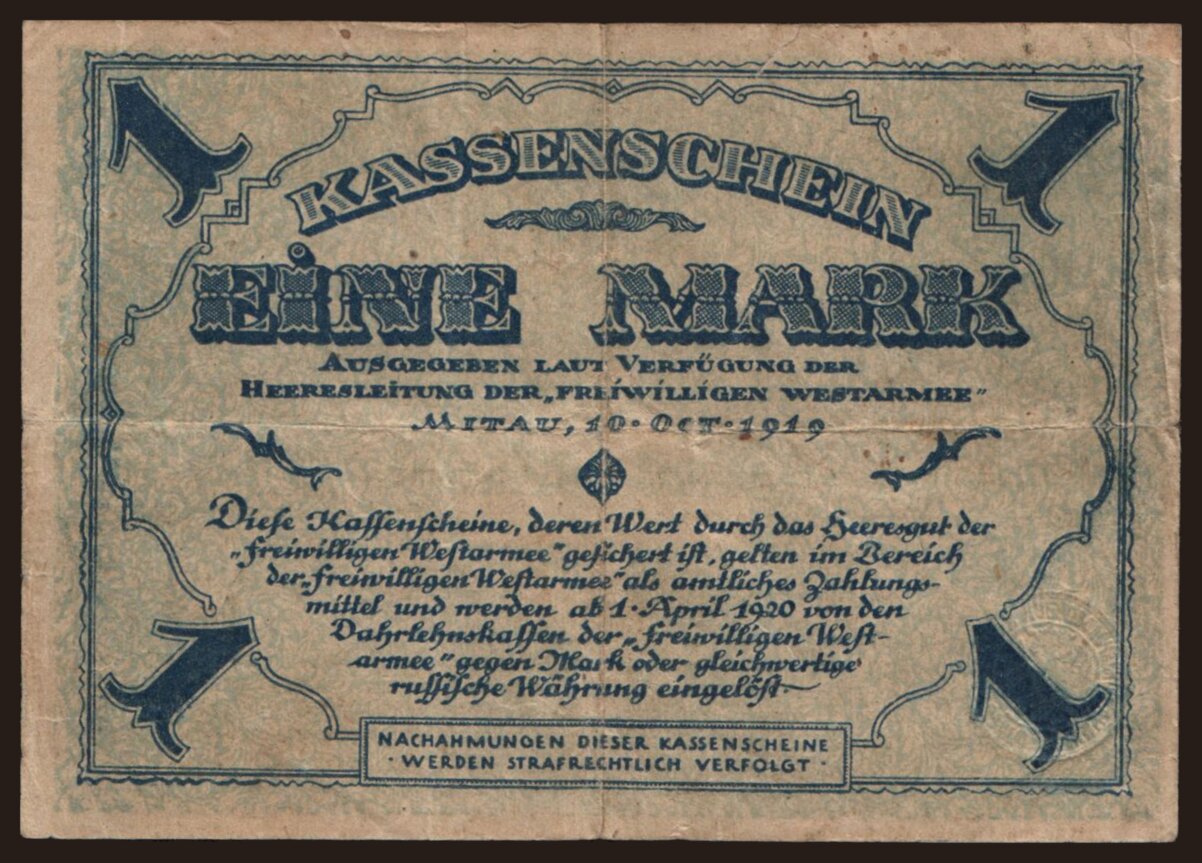 1 1
KASSENSCHEIN
EINE MARK
AUSGEGEBEN LAUT VERFÜGUNG DER
HEERESLEITUNG DER „FREIWILLIGEN WESTARMEE"
MITAU, 10·OCT·1919
Diese Kassenscheine, deren Wert durch das Heeresgut der
„freiwilligen Westarmee" gesichert ist, gelten im Bereich
der „freiwilligen Westarmee" als amtliches Zahlungs-
mittel und werden ab 1·April 1920 von den
Dahrlehnskassen der „freiwilligen West-
armee" gegen Mark oder gleichwertige
russische Währung eingelöst
1 1
NACHAHMUNGEN DIESER KASSENSCHEINE
·WERDEN STRAFRECHTLICH VERFOLGT·